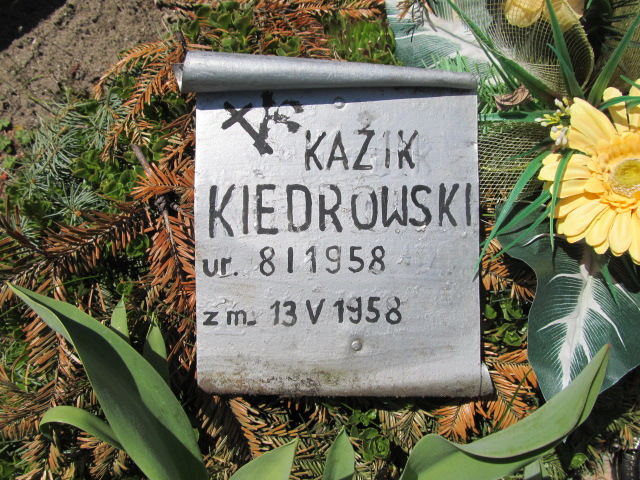 KAZIK
KIEDROWSKI
ur. 8 I 1958
zm. 13 V 1958